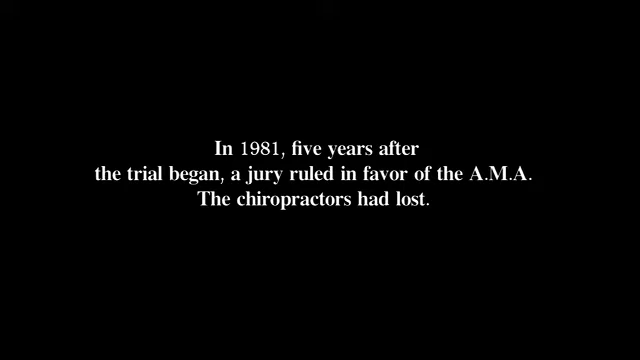 In 1981, five years after
the trial began, a jury ruled in favor of the A.M.A.
The chiropractors had lost.